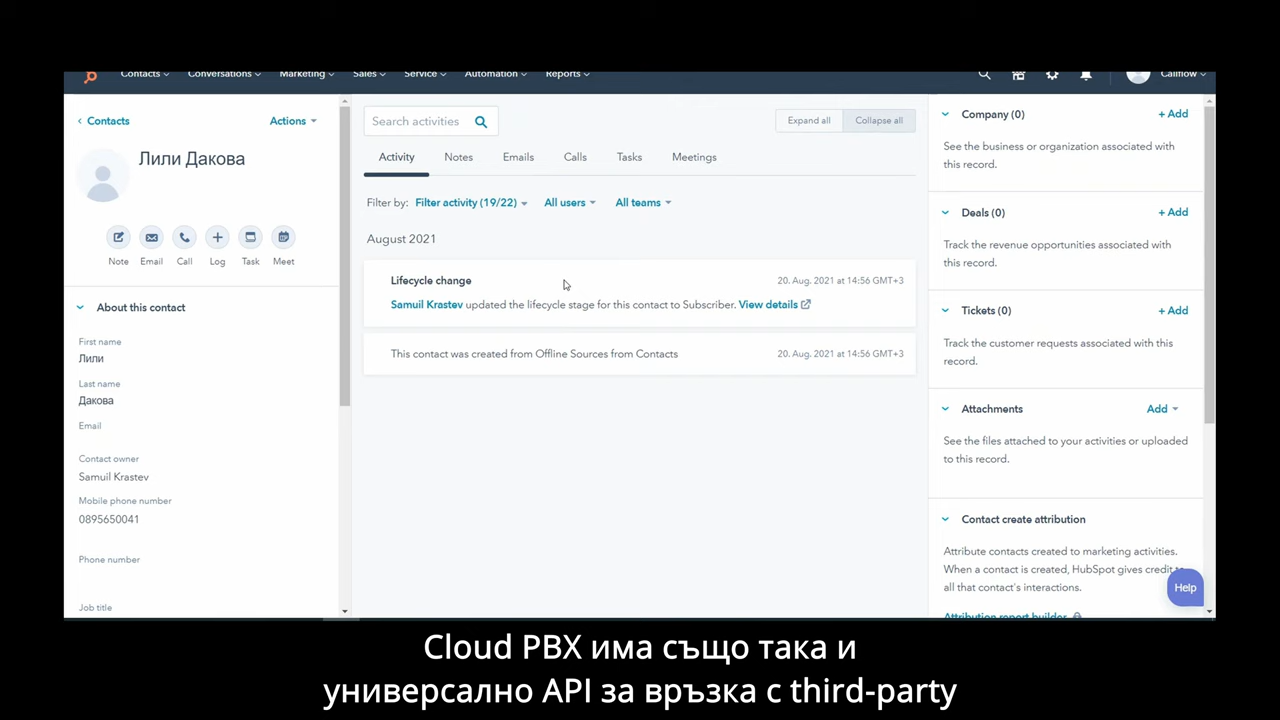 Contacts
Conversations
Marketing
Sales
Service
Automation
Reports
Callflow
Contacts
Actions
Лили Дакова
Note
Email
Call
Log
Task
Meet
About this contact
First name
Лили
Last name
Дакова
Email
Contact owner
Samuil Krastev
Mobile phone number
0895650041
Phone number
Job title
Search activities
Expand all
Collapse all
Activity
Notes
Emails
Calls
Tasks
Meetings
Filter by: Filter activity (19/22) All users All teams
August 2021
Lifecycle change
20. Aug. 2021 at 14:56 GMT+3
Samuil Krastev updated the lifecycle stage for this contact to Subscriber. View details
This contact was created from Offline Sources from Contacts
20. Aug. 2021 at 14:56 GMT+3
Company (0)
+ Add
See the business or organization associated with
this record.
Deals (0)
+ Add
Track the revenue opportunities associated with
this record.
Tickets (0)
+ Add
Track the customer requests associated with this
record.
Attachments
Add
See the files attached to your activities or uploaded
to this record.
Contact create attribution
Attribute contacts created to marketing activities.
When a contact is created, HubSpot gives credit to
all that contact's interactions.
Attribution report builder
Help
Cloud PBX има също така и
универсално API за връзка с third-party